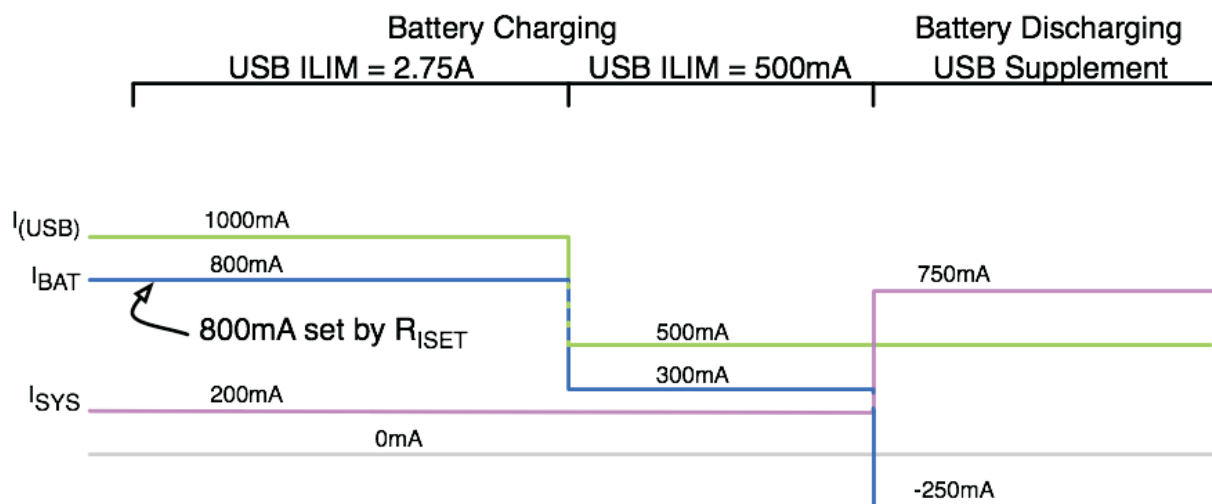 Battery Charging
Battery Discharging
USB ILIM = 2.75A
USB ILIM = 500mA
USB Supplement
I(USB)
1000mA
IBAT
800mA
750mA
800mA set by RISET
500mA
300mA
ISYS
200mA
0mA
-250mA